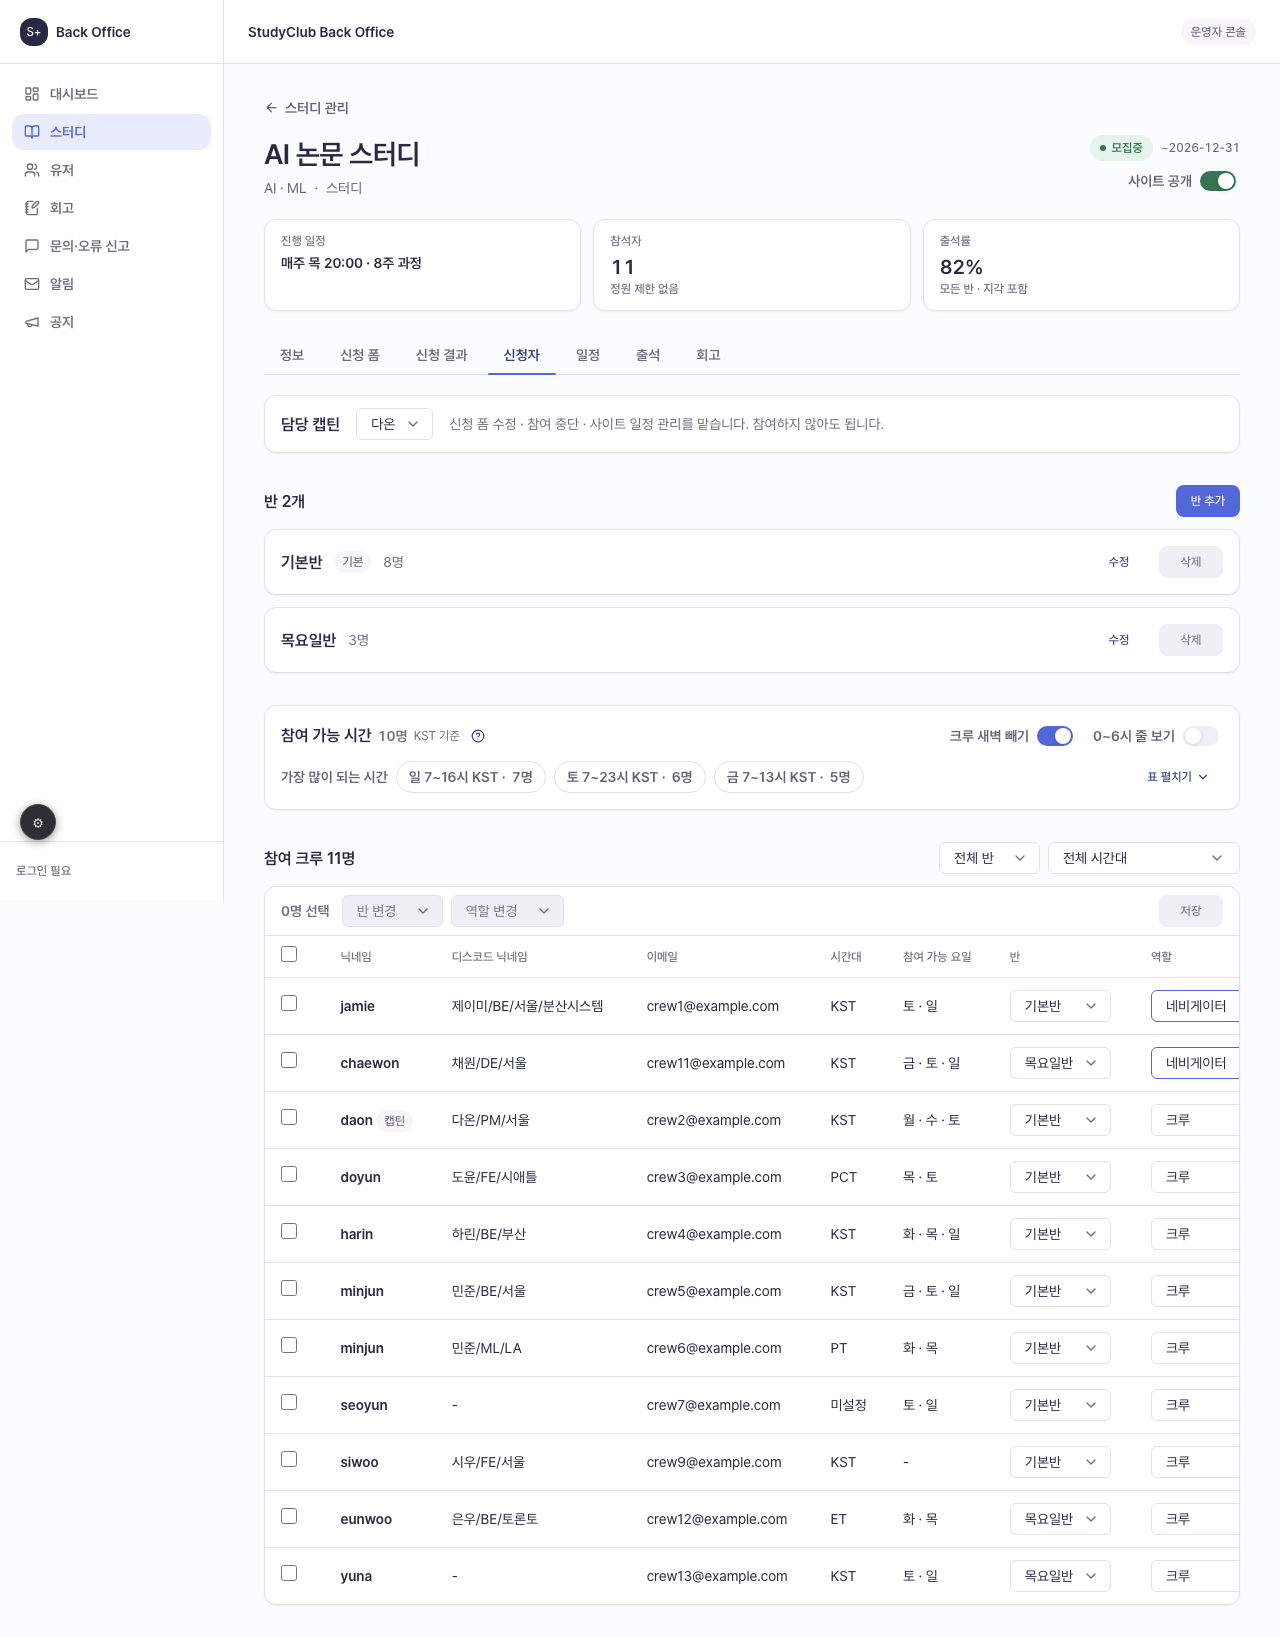 S+ Back Office
StudyClub Back Office
운영자 콘솔
대시보드
스터디
유저
회고
문의·오류 신고
알림
공지
로그인 필요
스터디 관리
AI 논문 스터디
모집중 ~2026-12-31
AI · ML · 스터디
사이트 공개
진행 일정
매주 목 20:00 · 8주 과정
참석자
11
정원 제한 없음
출석률
82%
모든 반 · 지각 포함
정보 신청 폼 신청 결과 신청자 일정 출석 회고
담당 캡틴 다온 신청 폼 수정 · 참여 중단 · 사이트 일정 관리를 맡습니다. 참여하지 않아도 됩니다.
반 2개 반 추가
기본반 기본 8명 수정 삭제
목요일반 3명 수정 삭제
참여 가능 시간 10명 KST 기준 크루 새벽 빼기 0~6시 줄 보기
가장 많이 되는 시간 일 7~16시 KST · 7명 토 7~23시 KST · 6명 금 7~13시 KST · 5명 표 펼치기
참여 크루 11명 전체 반 전체 시간대
0명 선택 반 변경 역할 변경 저장
닉네임 디스코드 닉네임 이메일 시간대 참여 가능 요일 반 역할
jamie 제이미/BE/서울/분산시스템 crew1@example.com KST 토 · 일 기본반 네비게이터
chaewon 채원/DE/서울 crew11@example.com KST 금 · 토 · 일 목요일반 네비게이터
daon 캡틴 다온/PM/서울 crew2@example.com KST 월 · 수 · 토 기본반 크루
doyun 도윤/FE/시애틀 crew3@example.com PCT 목 · 토 기본반 크루
harin 하린/BE/부산 crew4@example.com KST 화 · 목 · 일 기본반 크루
minjun 민준/BE/서울 crew5@example.com KST 금 · 토 · 일 기본반 크루
minjun 민준/ML/LA crew6@example.com PT 화 · 목 기본반 크루
seoyun - crew7@example.com 미설정 토 · 일 기본반 크루
siwoo 시우/FE/서울 crew9@example.com KST - 기본반 크루
eunwoo 은우/BE/토론토 crew12@example.com ET 화 · 목 목요일반 크루
yuna - crew13@example.com KST 토 · 일 목요일반 크루